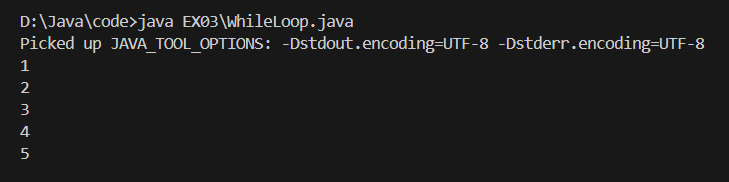 D:\Java\code>java EX03\WhileLoop.java
Picked up JAVA_TOOL_OPTIONS: -Dstdout.encoding=UTF-8 -Dstderr.encoding=UTF-8
1
2
3
4
5